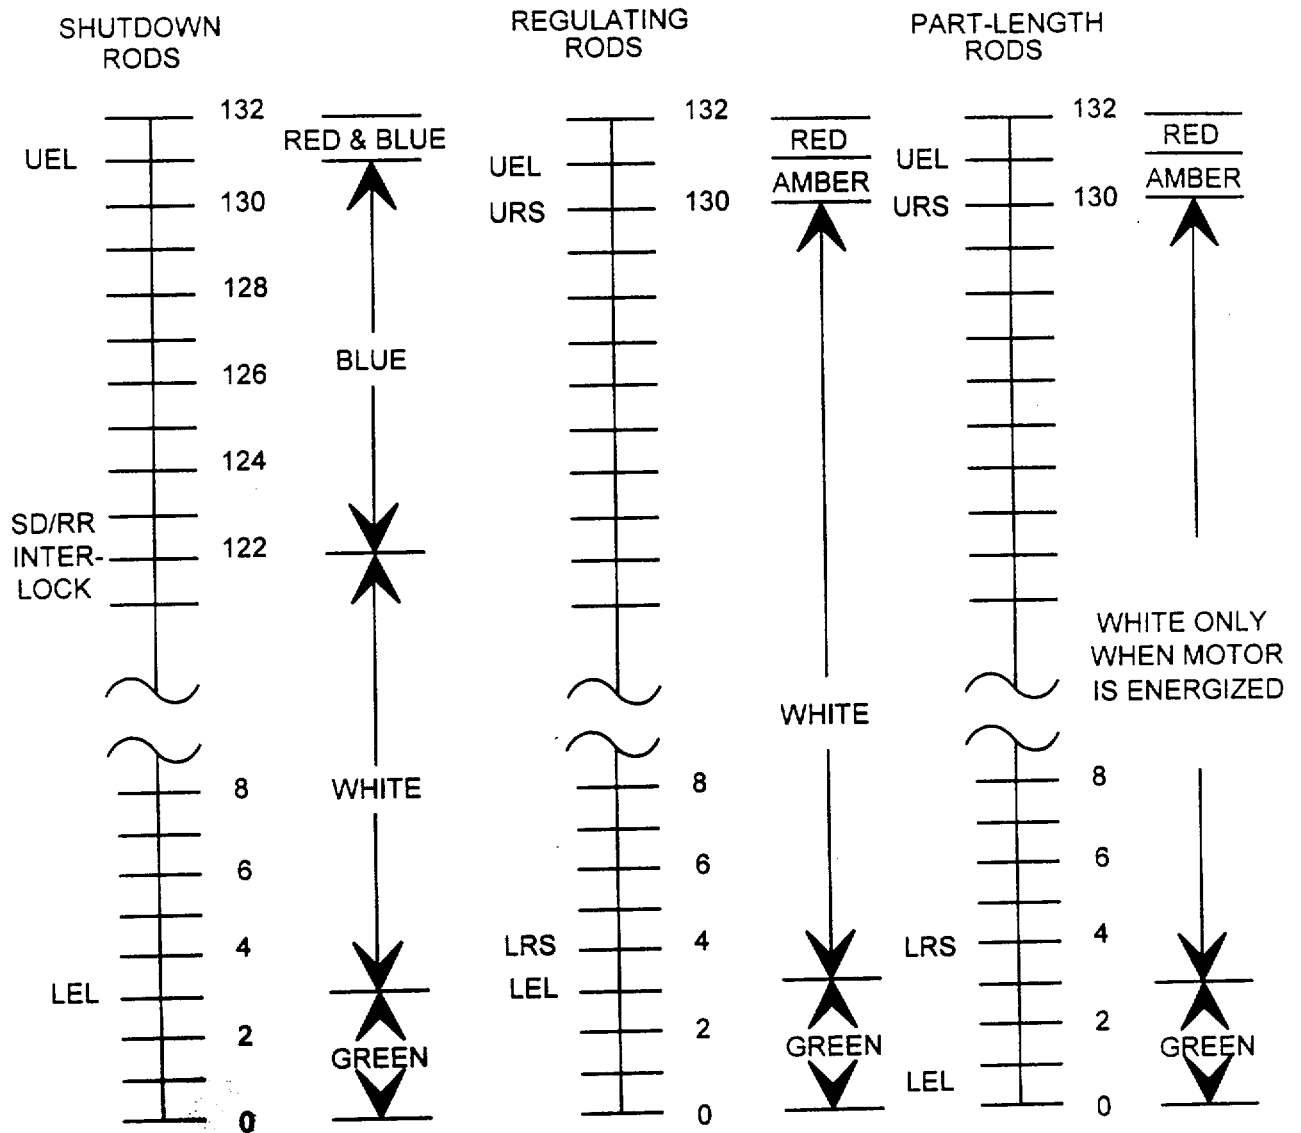 SHUTDOWN
RODS
132
RED & BLUE
UEL
130
128
BLUE
126
124
SD/RR
INTER-
LOCK
122
WHITE
8
6
4
LEL
2
GREEN
0
REGULATING
RODS
132
RED
UEL
AMBER
URS
130
WHITE
8
6
LRS
4
LEL
2
GREEN
0
PART-LENGTH
RODS
132
RED
UEL
AMBER
URS
130
WHITE ONLY
WHEN MOTOR
IS ENERGIZED
8
6
LRS
4
2
GREEN
LEL
0